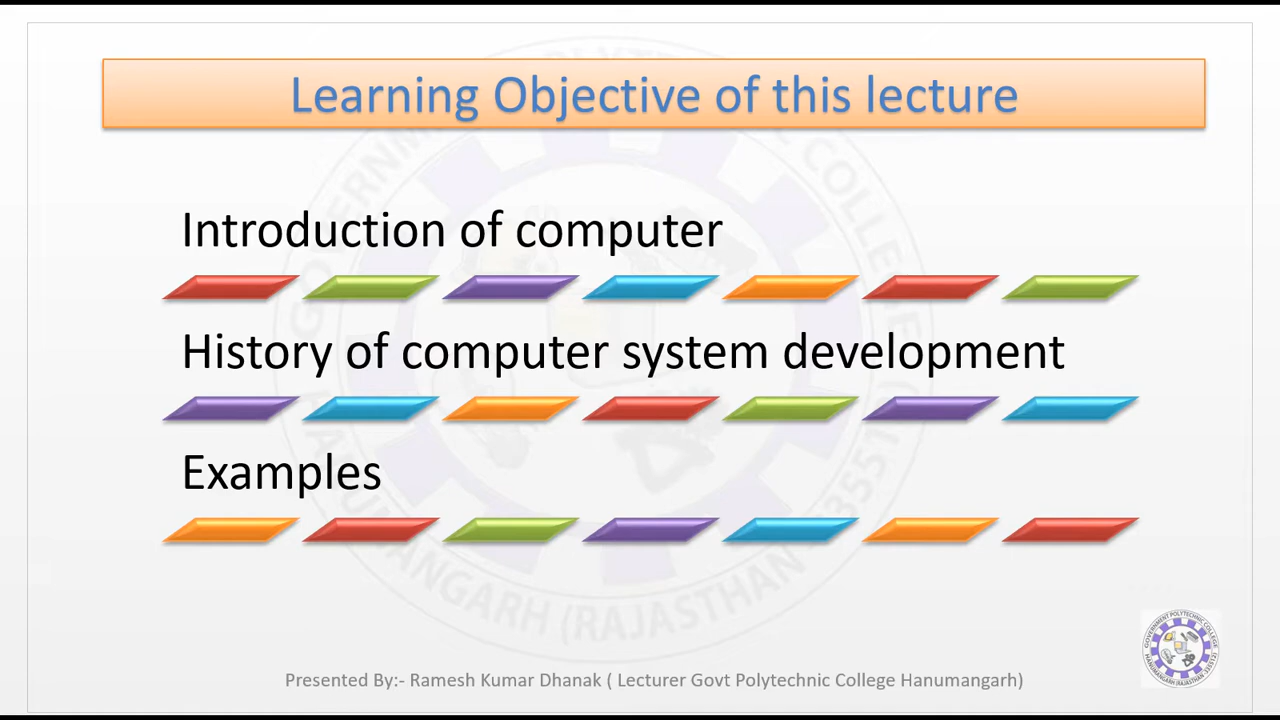 Learning Objective of this lecture
Introduction of computer
History of computer system development
Examples
Presented By:- Ramesh Kumar Dhanak ( Lecturer Govt Polytechnic College Hanumangarh)